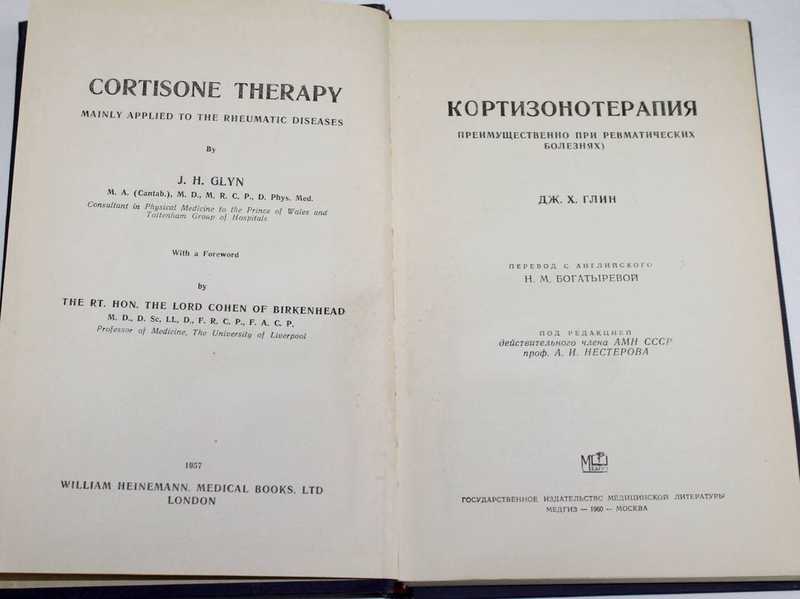 CORTISONE THERAPY
MAINLY APPLIED TO THE RHEUMATIC DISEASES
By
J. H. GLYN
M. A. (Cantab.), M. D., M. R. C. P., D. Phys. Med.
Consultant in Physical Medicine to the Prince of Wales and
Tottenham Group of Hospitals
With a Foreword
by
THE RT. HON. THE LORD COHEN OF BIRKENHEAD
M. D., D. Sc, LL, D., F. R. C. P., F. A. C. P.
Professor of Medicine, The University of Liverpool
1957
WILLIAM HEINEMANN. MEDICAL BOOKS. LTD
LONDON
КОРТИЗОНОТЕРАПИЯ
ПРЕИМУЩЕСТВЕННО ПРИ РЕВМАТИЧЕСКИХ
БОЛЕЗНЯХ)
ДЖ. Х. ГЛИН
ПЕРЕВОД С АНГЛИЙСКОГО
Н. М. БОГАТЫРЕВОЙ
ПОД РЕДАКЦИЕЙ
действительного члена АМН СССР
проф. А. И. НЕСТЕРОВА
ГОСУДАРСТВЕННОЕ ИЗДАТЕЛЬСТВО МЕДИЦИНСКОЙ ЛИТЕРАТУРЫ
МЕДГИЗ — 1960 — МОСКВА